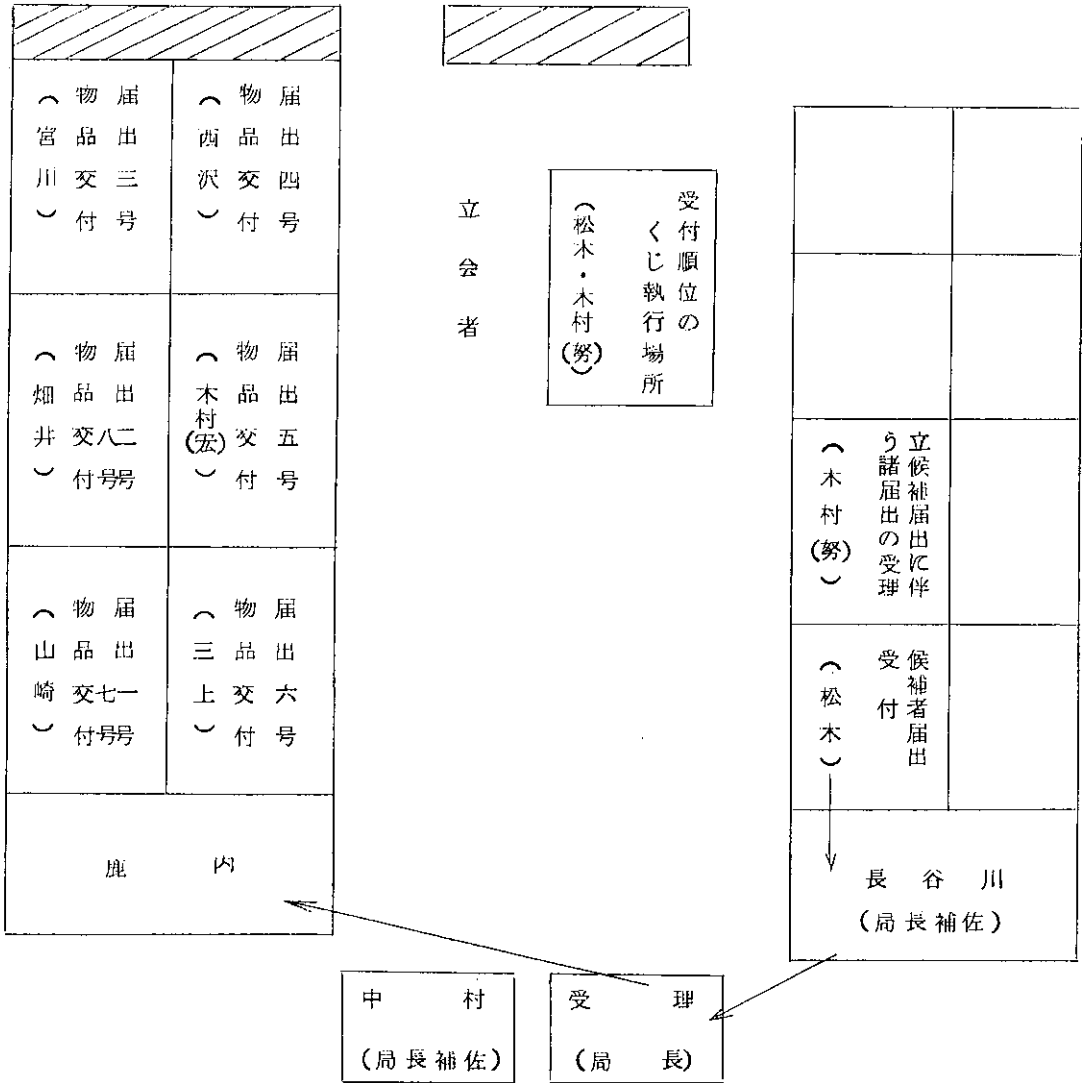 受付順位の
くじ執行場所
(松木・木村(努))
立会者
届出四号
物品交付
(西沢)
届出三号
物品交付
(宮川)
届出五号
物品交付
(木村(宏))
届出二号
八号
物品交付
(畑井)
届出六号
物品交付
(三上)
届出一号
七号
物品交付
(山崎)
鹿内
立候補届出に伴
う諸届出の受理
(木村(努))
候補者届出
受付
(松木)
長谷川
(局長補佐)
受理
(局長)
中村
(局長補佐)